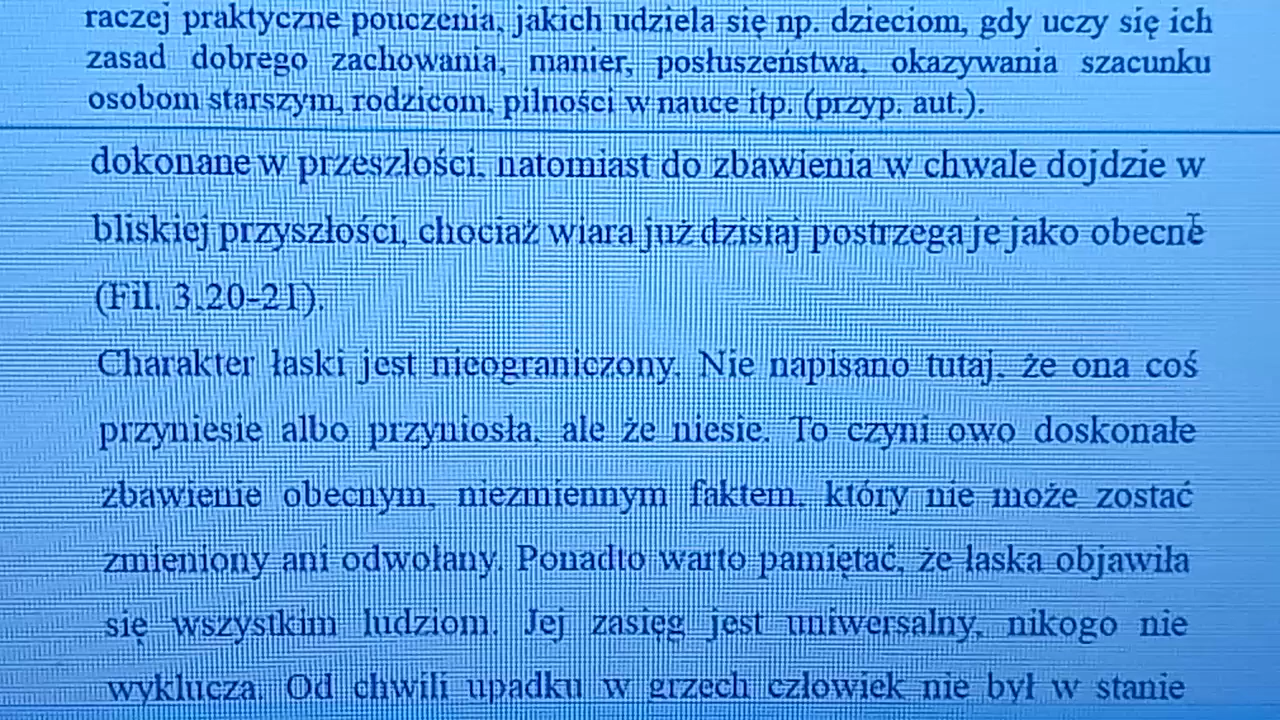 raczej praktyczne pouczenia, jakich udziela się np. dzieciom, gdy uczy się ich
zasad dobrego zachowania, manier, posłuszeństwa, okazywania szacunku
osobom starszym, rodzicom, pilności w nauce itp. (przyp. aut.).
dokonane w przeszłości, natomiast do zbawienia w chwale dojdzie w
bliskiej przyszłości, chociaż wiara już dzisiaj postrzega je jako obecne
(Fil. 3,20-21).
Charakter łaski jest nieograniczony. Nie napisano tutaj, że ona coś
przyniesie albo przyniosła, ale że niesie. To czyni owo doskonałe
zbawienie obecnym, niezmiennym faktem, który nie może zostać
zmieniony ani odwołany. Ponadto warto pamiętać, że łaska objawiła
się wszystkim ludziom. Jej zasięg jest uniwersalny, nikogo nie
wyklucza. Od chwili upadku w grzech człowiek nie był w stanie